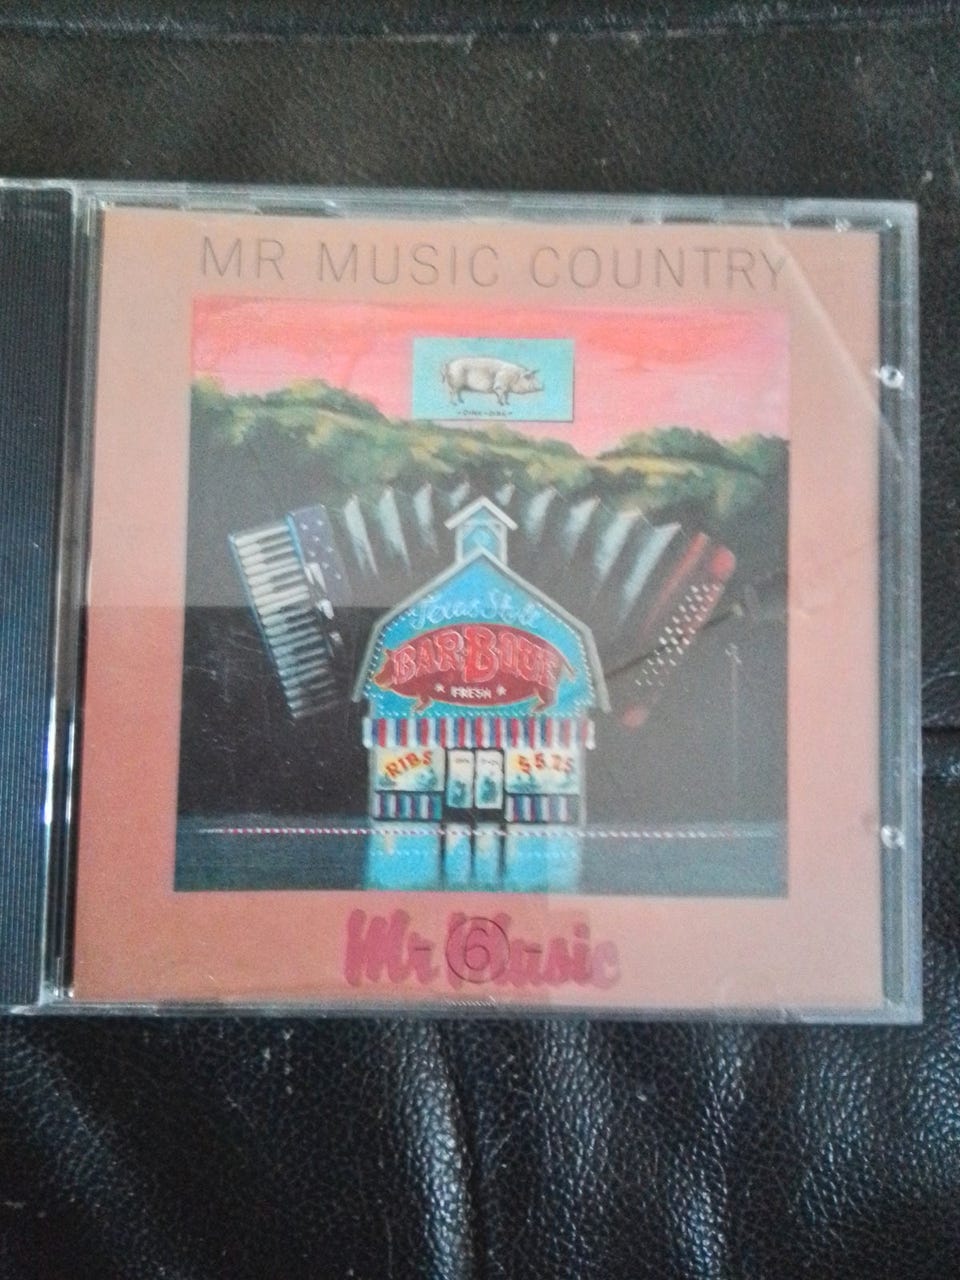 MR MUSIC COUNTRY
Texas Style
BAR-B-QUE
* FRESH *
RIBS
$5.25
Mr Music
6